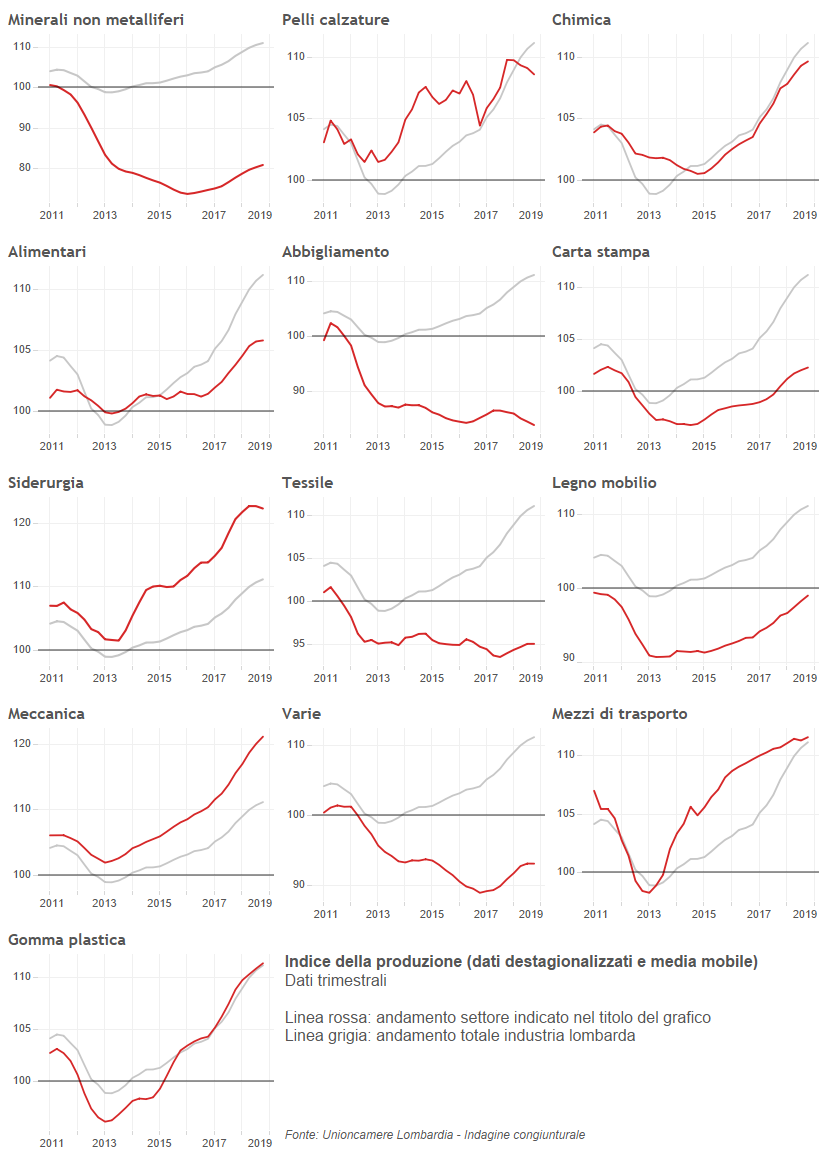 Minerali non metalliferi
110
100
90
80
2011 2013 2015 2017 2019
Pelli calzature
110
105
100
2011 2013 2015 2017 2019
Chimica
110
105
100
2011 2013 2015 2017 2019
Alimentari
110
105
100
2011 2013 2015 2017 2019
Abbigliamento
110
100
90
2011 2013 2015 2017 2019
Carta stampa
110
105
100
2011 2013 2015 2017 2019
Siderurgia
120
110
100
2011 2013 2015 2017 2019
Tessile
110
105
100
95
2011 2013 2015 2017 2019
Legno mobilio
110
100
90
2011 2013 2015 2017 2019
Meccanica
120
110
100
2011 2013 2015 2017 2019
Varie
110
100
90
2011 2013 2015 2017 2019
Mezzi di trasporto
110
105
100
2011 2013 2015 2017 2019
Gomma plastica
110
105
100
2011 2013 2015 2017 2019
Indice della produzione (dati destagionalizzati e media mobile)
Dati trimestrali
Linea rossa: andamento settore indicato nel titolo del grafico
Linea grigia: andamento totale industria lombarda
Fonte: Unioncamere Lombardia - Indagine congiunturale